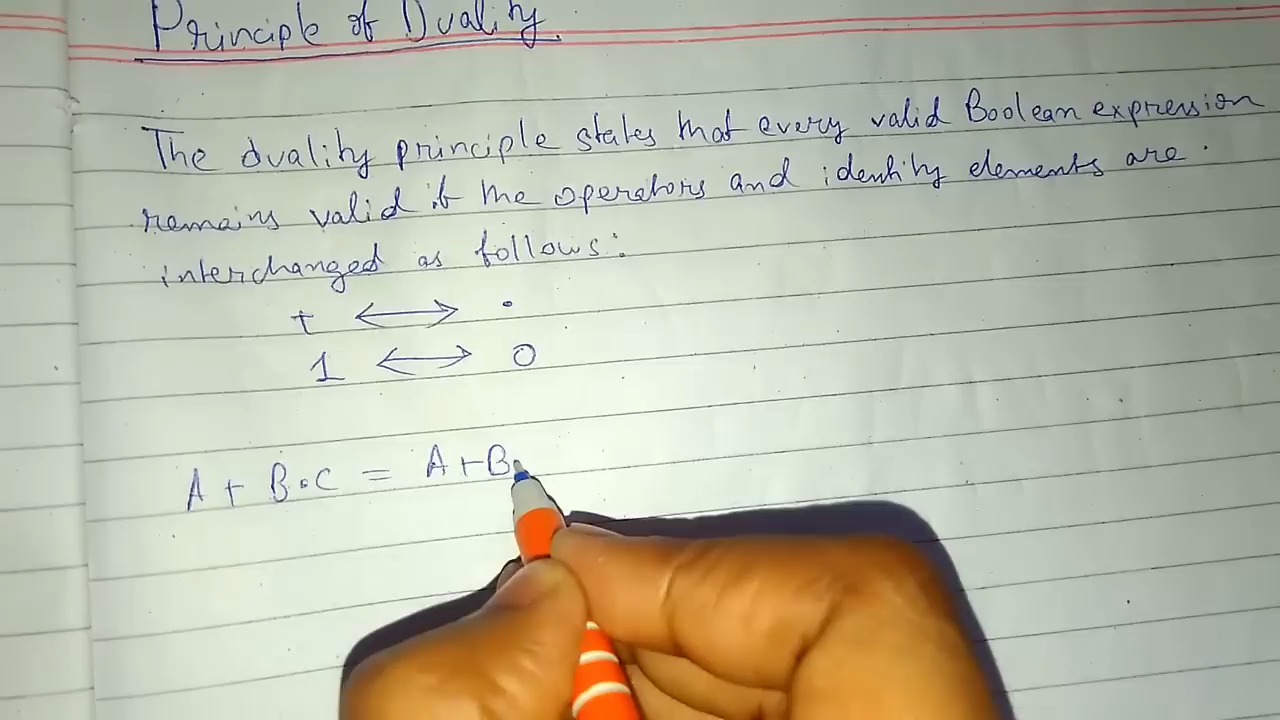 Principle of Duality.
The duality principle states that every valid Boolean expression
remains valid if the operators and identity elements are.
interchanged as follows:
+ ⟷ •
1 ⟷ 0
A + B•C = A+B